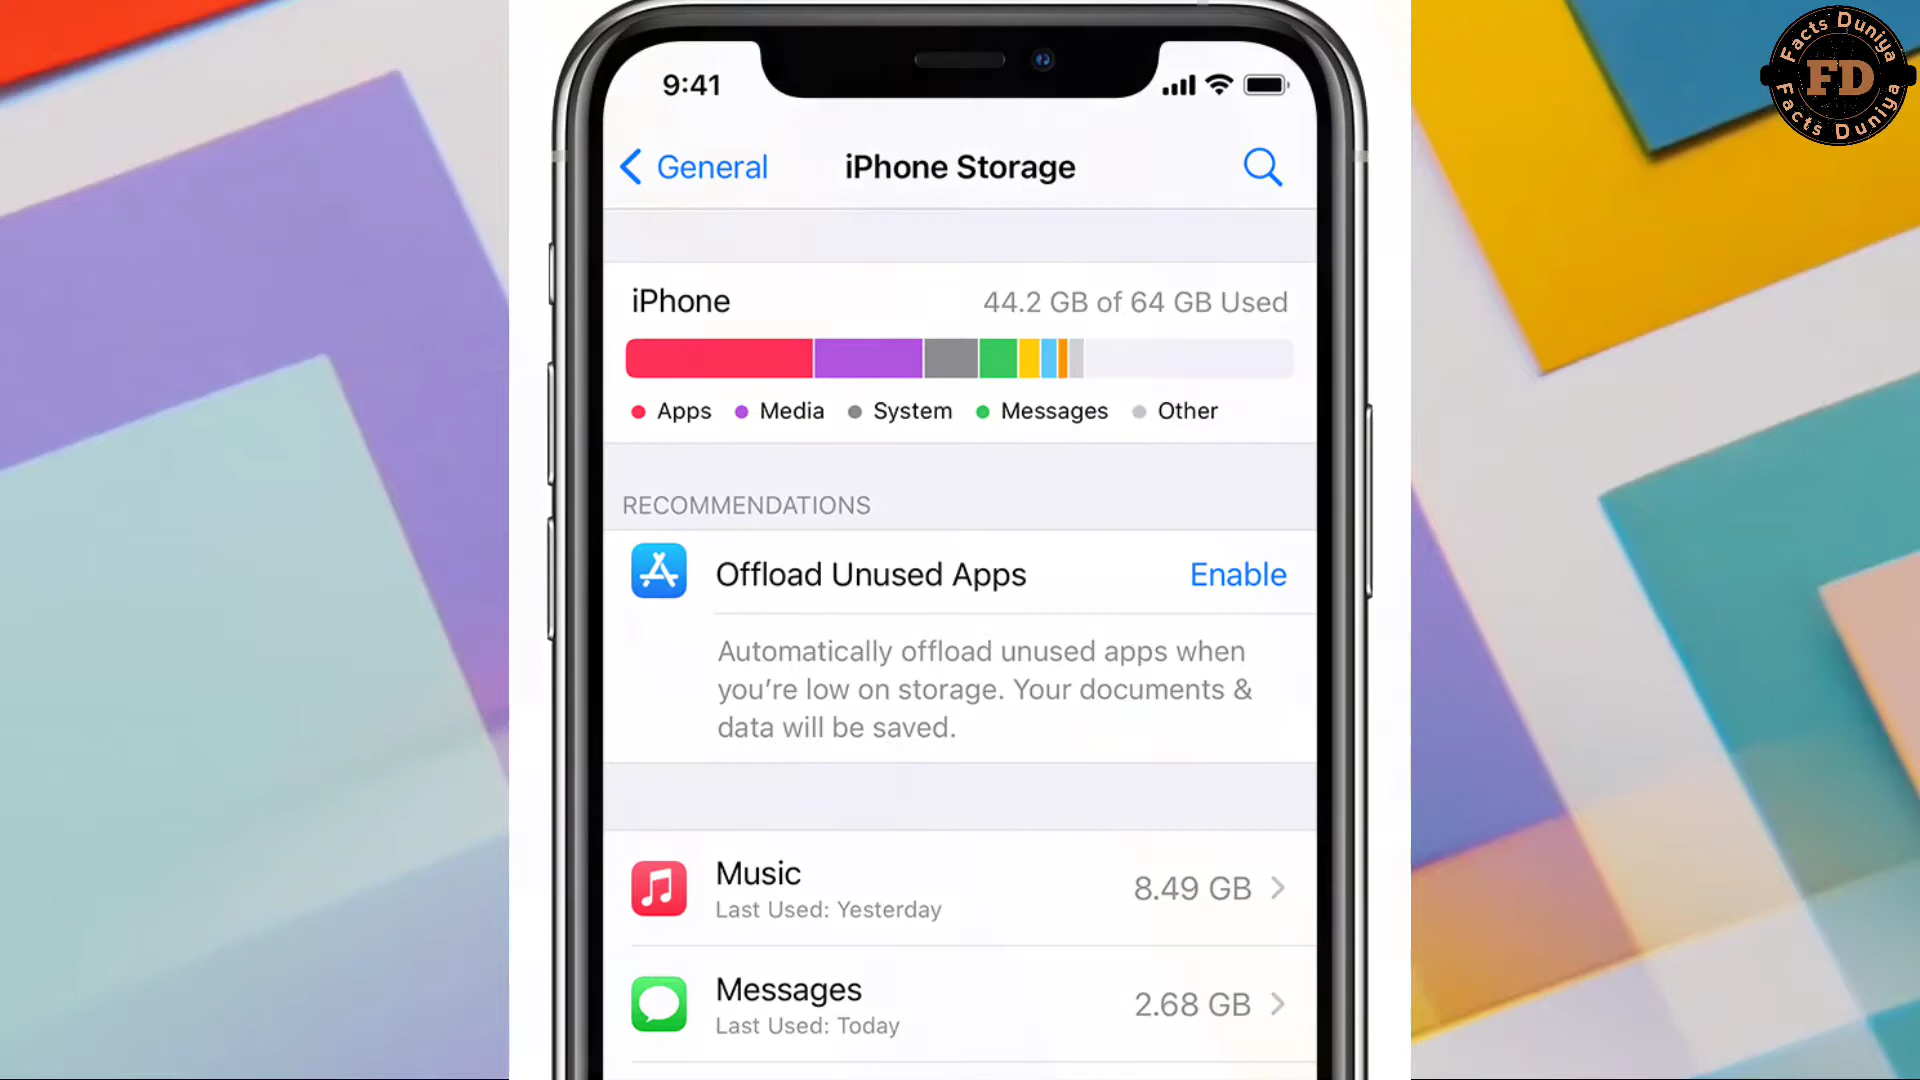 9:41
General
iPhone Storage
iPhone
44.2 GB of 64 GB Used
Apps
Media
System
Messages
Other
RECOMMENDATIONS
Offload Unused Apps
Enable
Automatically offload unused apps when
you’re low on storage. Your documents &
data will be saved.
Music
8.49 GB
Last Used: Yesterday
Messages
2.68 GB
Last Used: Today
Facts Duniya
FD
Facts Duniya